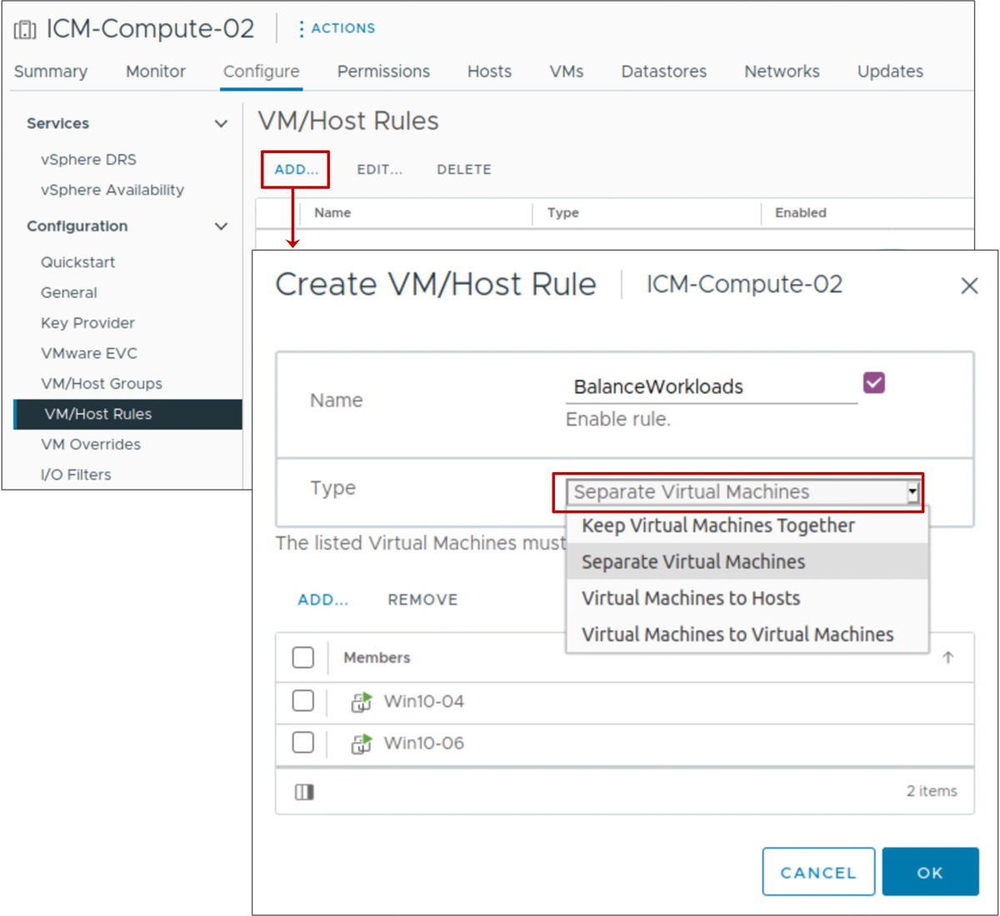 ICM-Compute-02
ACTIONS
Summary Monitor Configure Permissions Hosts VMs Datastores Networks Updates
Services
vSphere DRS
vSphere Availability
Configuration
Quickstart
General
Key Provider
VMware EVC
VM/Host Groups
VM/Host Rules
VM Overrides
I/O Filters
VM/Host Rules
ADD... EDIT... DELETE
Name Type Enabled
Create VM/Host Rule ICM-Compute-02
Name BalanceWorkloads
Enable rule.
Type Separate Virtual Machines
Keep Virtual Machines Together
Separate Virtual Machines
Virtual Machines to Hosts
Virtual Machines to Virtual Machines
The listed Virtual Machines must
ADD... REMOVE
Members
Win10-04
Win10-06
2 items
CANCEL OK